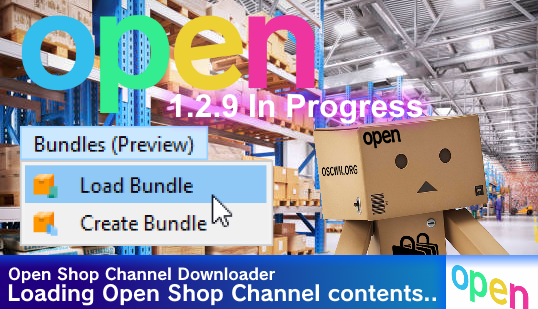 open
1.2.9 In Progress
Bundles (Preview)
Load Bundle
Create Bundle
open
OSCWII.ORG
Open Shop Channel Downloader
Loading Open Shop Channel contents..
open